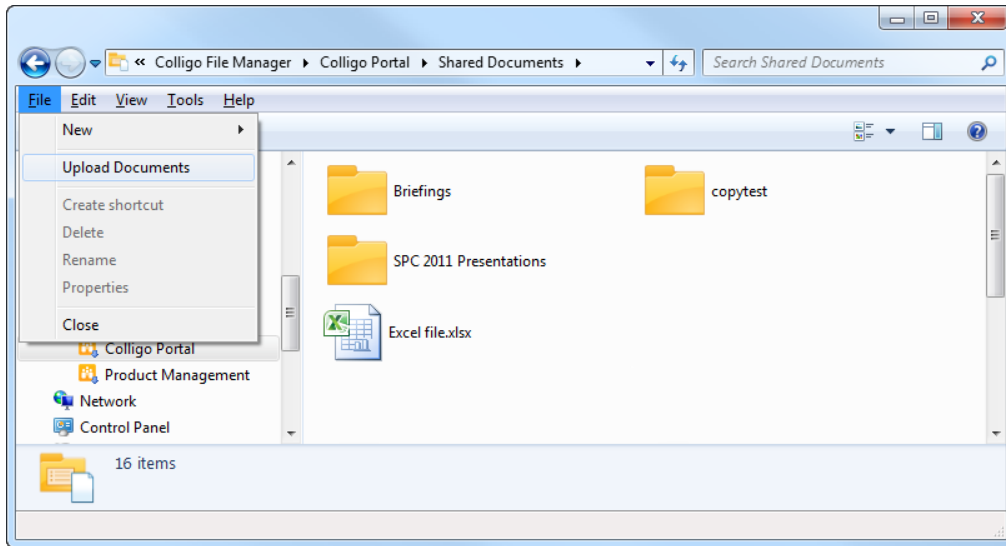 « Colligo File Manager Colligo Portal Shared Documents Search Shared Documents
File Edit View Tools Help
New
Upload Documents
Create shortcut
Delete
Rename
Properties
Close
Colligo Portal
Product Management
Network
Control Panel
Briefings copytest
SPC 2011 Presentations
Excel file.xlsx
16 items